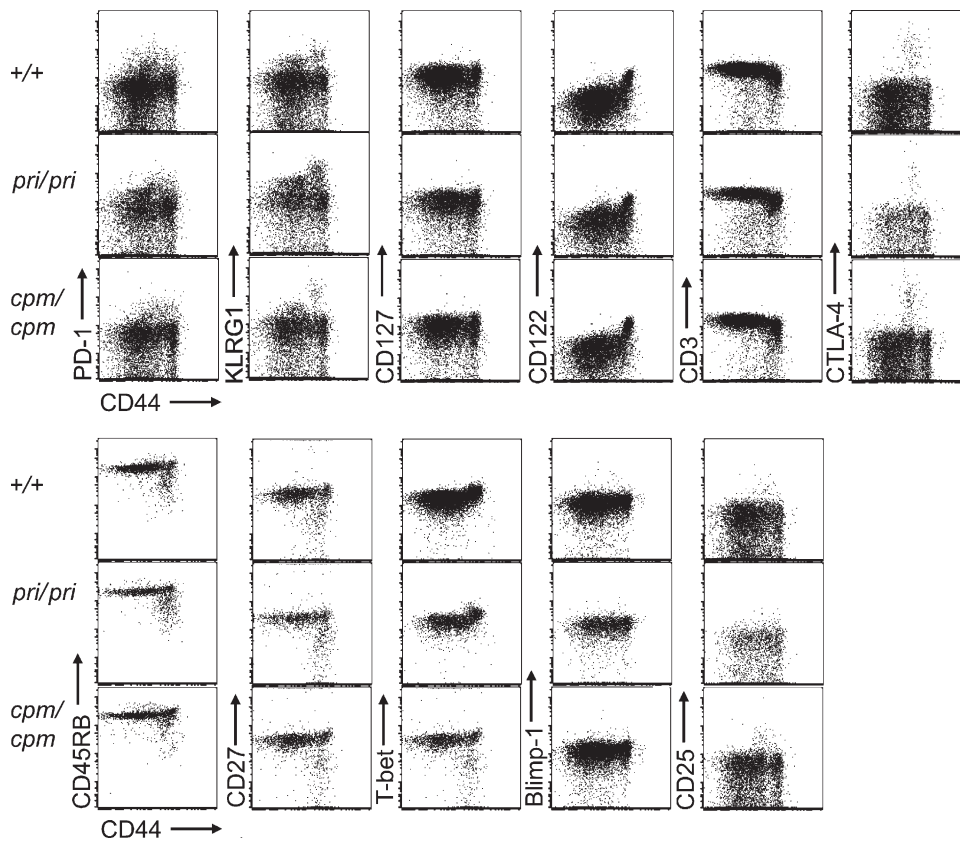 +/+
pri/pri
cpm/
cpm
PD-1
KLRG1
CD127
CD122
CD3
CTLA-4
CD44
+/+
pri/pri
cpm/
cpm
CD45RB
CD27
T-bet
Blimp-1
CD25
CD44